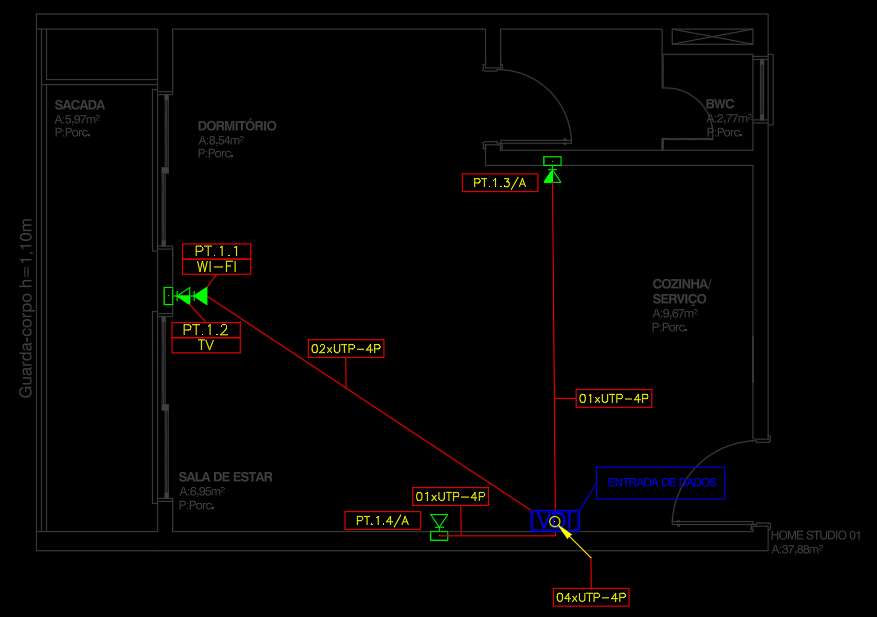 SACADA
A:5,97m²
P:Porc.
DORMITÓRIO
A:8,54m²
P:Porc.
BWC
A:2,77m²
P:Porc.
PT.1.3/A
Guarda-corpo h=1,10m
PT.1.1
WI-FI
PT.1.2
TV
COZINHA/
SERVIÇO
A:9,67m²
P:Porc.
02xUTP-4P
01xUTP-4P
SALA DE ESTAR
A:6,95m²
P:Porc.
01xUTP-4P
ENTRADA DE DADOS
PT.1.4/A
VDI
HOME STUDIO 01
A:37,88m²
04xUTP-4P